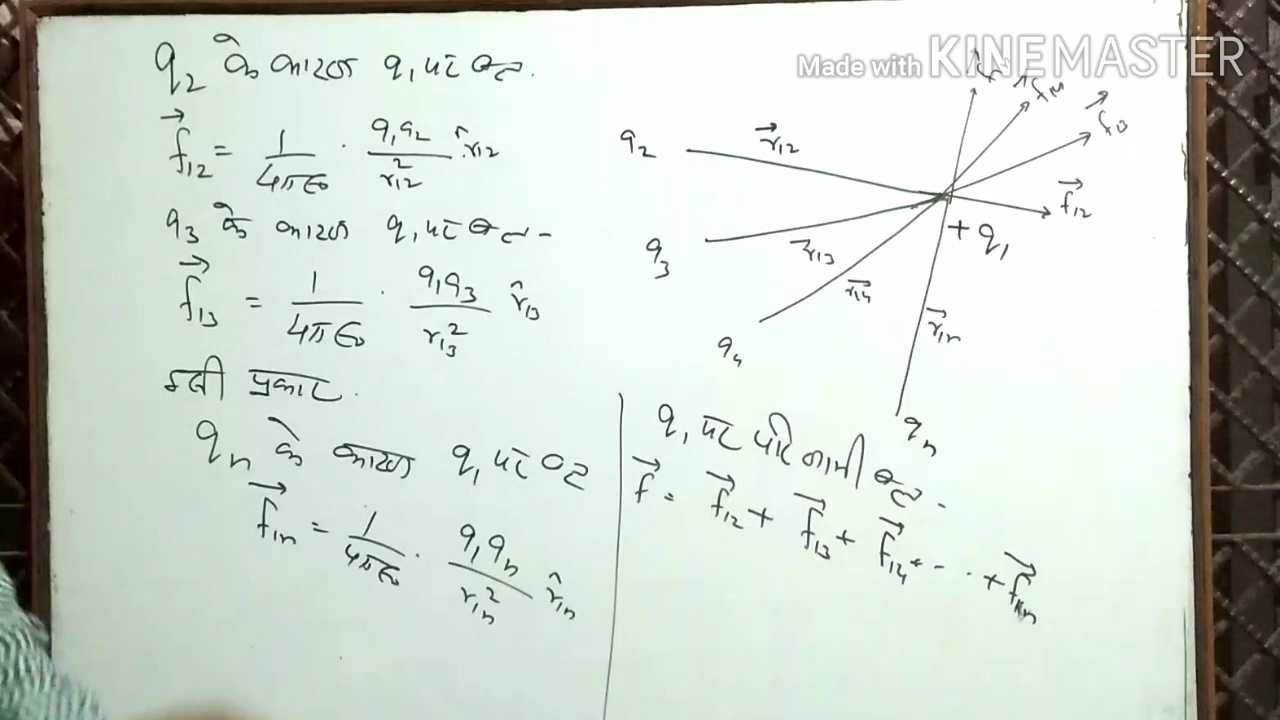 Made with KINEMASTER
q₂ के कारण q₁ पर बल.
f⃗₁₂ = 1/4πε₀ · q₁q₂/r₁₂² · r̂₁₂
q₃ के कारण q₁ पर बल -
f⃗₁₃ = 1/4πε₀ · q₁q₃/r₁₃² r̂₁₃
इसी प्रकार.
qₙ के कारण q₁ पर बल
f⃗₁ₙ = 1/4πε₀ · q₁qₙ/r₁ₙ² r̂₁ₙ
q₂
r⃗₁₂
f⃗₁₂
+q₁
q₃
r⃗₁₃
r⃗₁₄
q₄
r⃗₁ₙ
qₙ
q₁ पर परिणामी बल -
f⃗ = f⃗₁₂ + f⃗₁₃ + f⃗₁₄ + - · · + f⃗₁ₙ